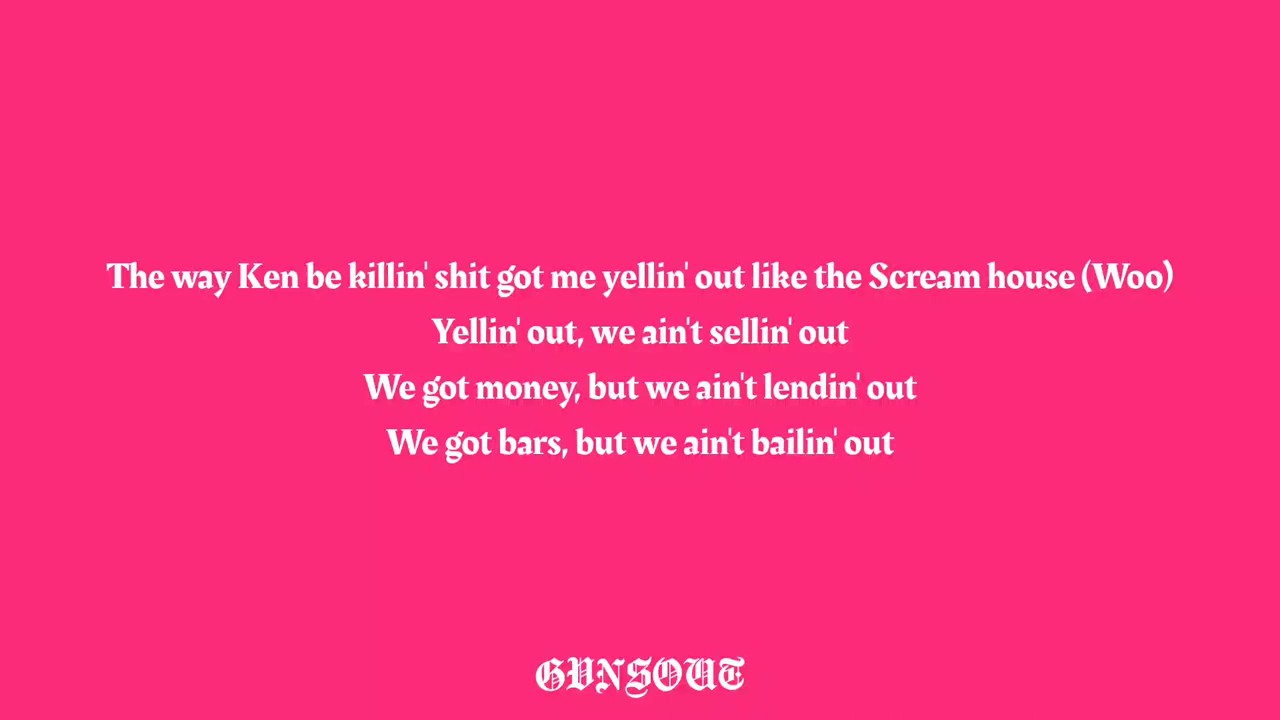 The way Ken be killin' shit got me yellin' out like the Scream house (Woo)
Yellin' out, we ain't sellin' out
We got money, but we ain't lendin' out
We got bars, but we ain't bailin' out
GVNSOUT